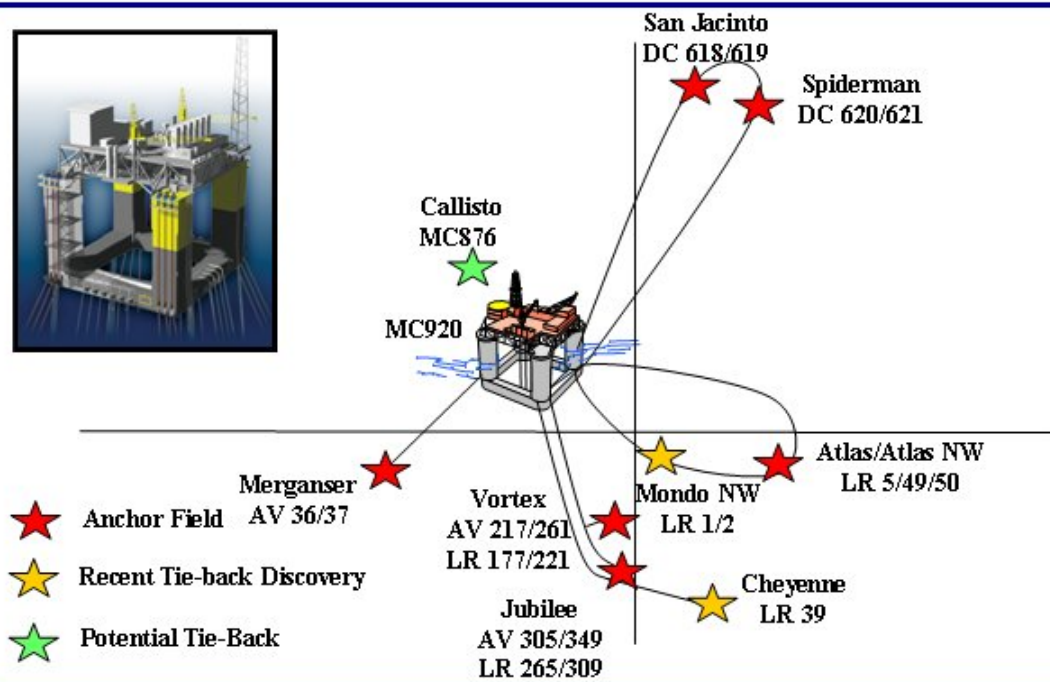 San Jacinto
DC 618/619
Spiderman
DC 620/621
Callisto
MC876
MC920
Merganser
AV 36/37
Vortex
AV 217/261
LR 177/221
Mondo NW
LR 1/2
Atlas/Atlas NW
LR 5/49/50
Cheyenne
LR 39
Jubilee
AV 305/349
LR 265/309
Anchor Field
Recent Tie-back Discovery
Potential Tie-Back